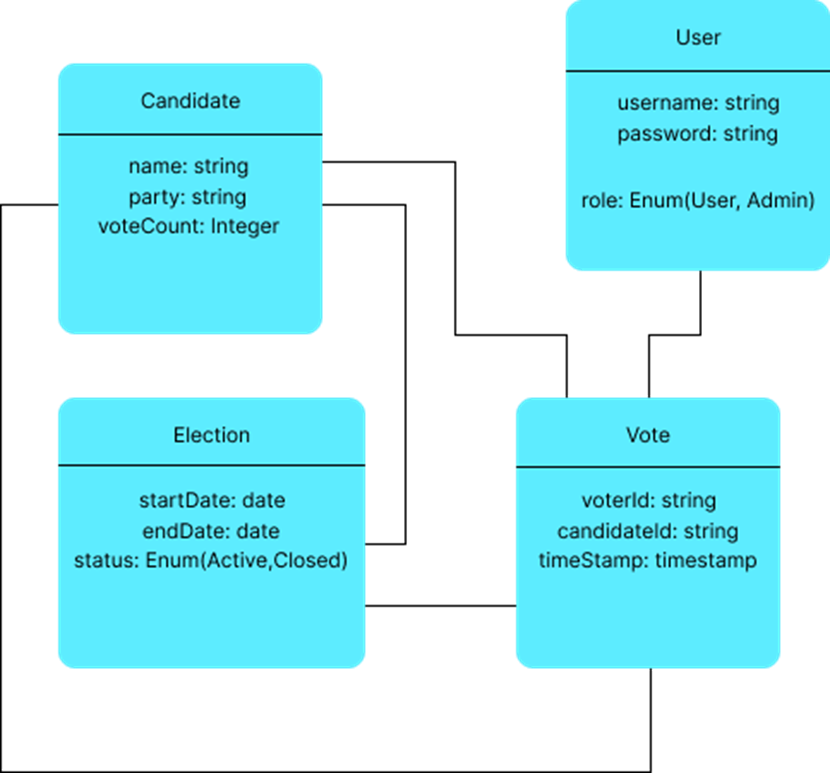 User
username: string
password: string
role: Enum(User, Admin)
Candidate
name: string
party: string
voteCount: Integer
Election
startDate: date
endDate: date
status: Enum(Active,Closed)
Vote
voterId: string
candidateId: string
timeStamp: timestamp